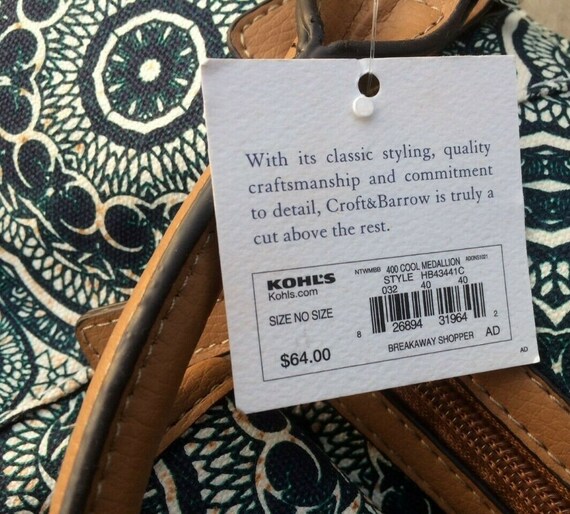 With its classic styling, quality
craftsmanship and commitment
to detail, Croft&Barrow is truly a
cut above the rest.
KOHL'S
Kohls.com
NTWMBB 400 COOL MEDALLION
STYLE HB43441C
032 40 40
SIZE NO SIZE
8 26894 31964 2
$64.00
BREAKAWAY SHOPPER AD
AD